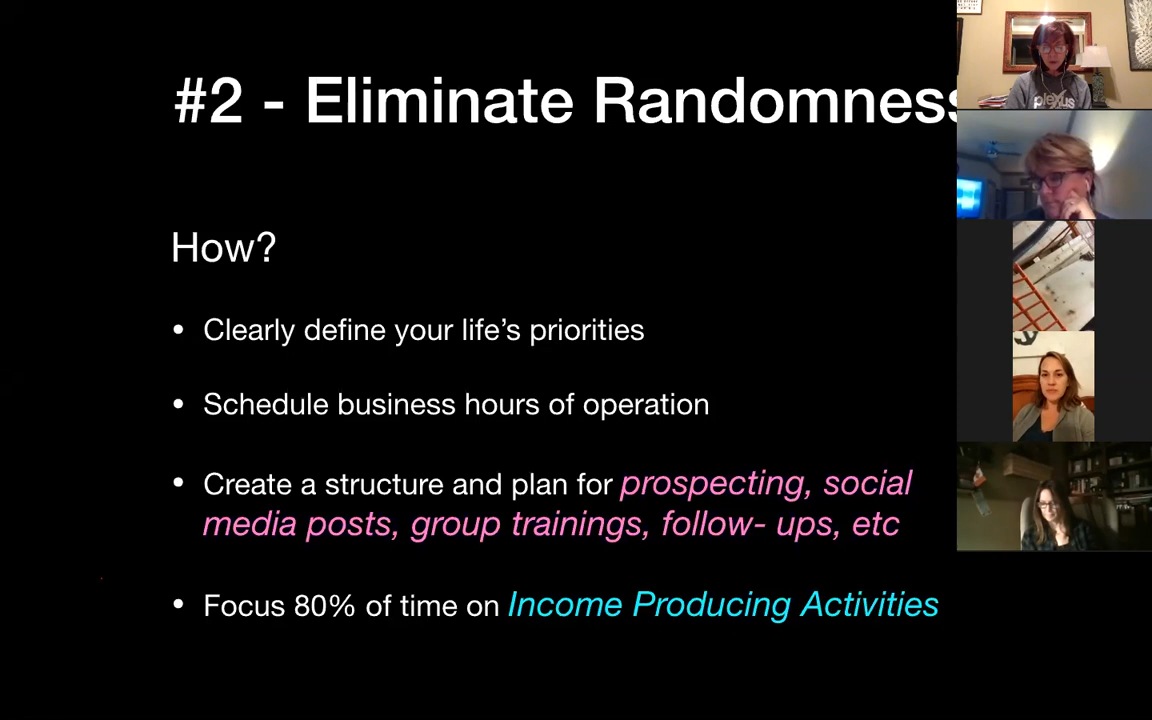 #2 - Eliminate Randomness
How?
• Clearly define your life’s priorities
• Schedule business hours of operation
• Create a structure and plan for prospecting, social
media posts, group trainings, follow- ups, etc
• Focus 80% of time on Income Producing Activities
plexus